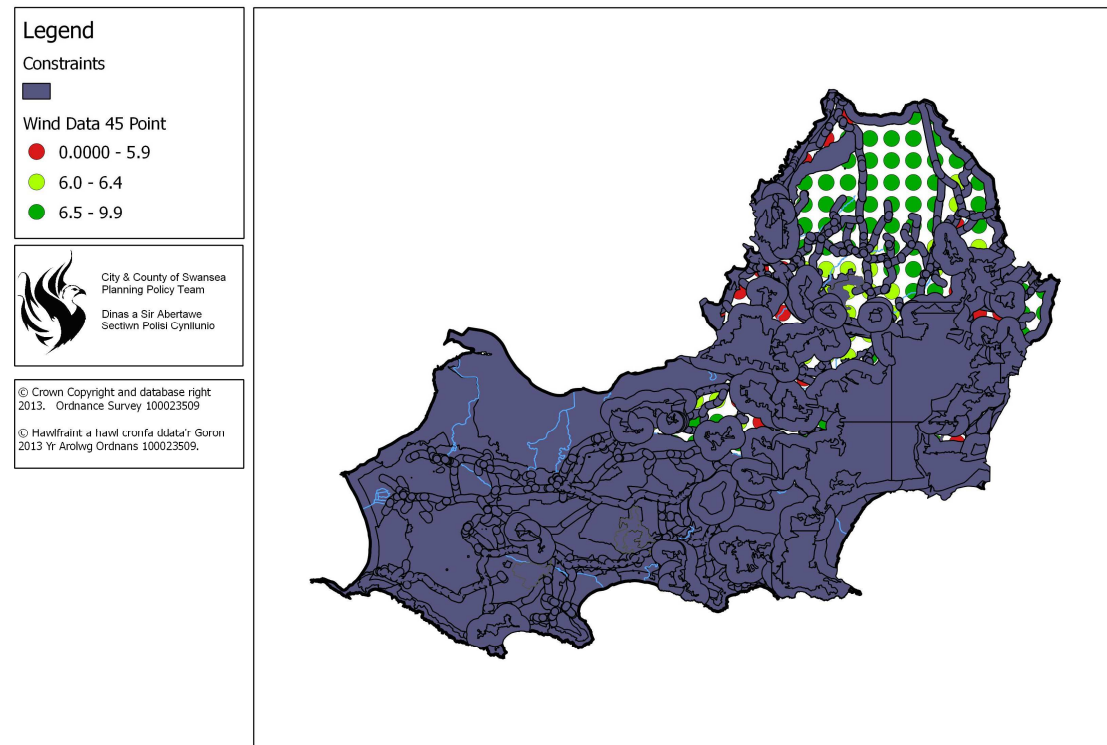 Legend
Constraints
Wind Data 45 Point
0.0000 - 5.9
6.0 - 6.4
6.5 - 9.9
City & County of Swansea
Planning Policy Team
Dinas a Sir Abertawe
Sectiwn Polisi Cynllunio
© Crown Copyright and database right
2013. Ordnance Survey 100023509
© Hawlfraint a hawl cronfa ddata'r Goron
2013 Yr Arolwg Ordnans 100023509.